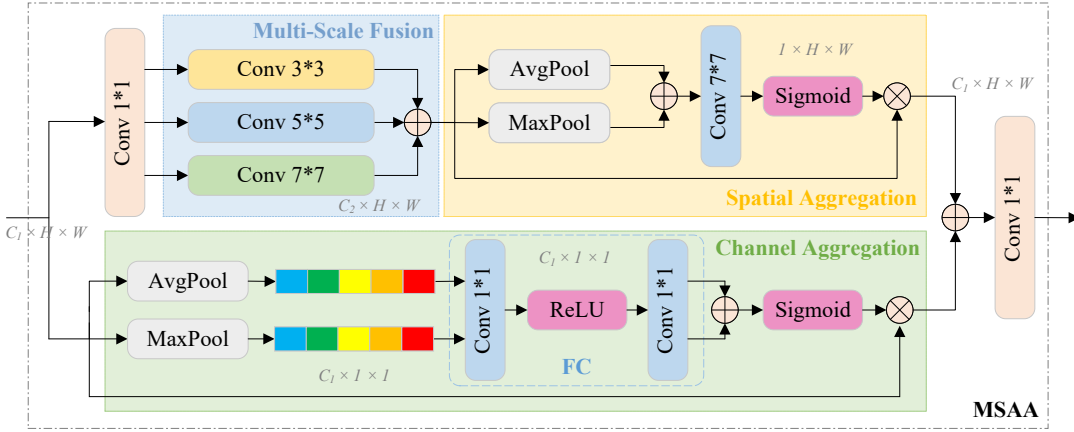 Multi-Scale Fusion
Conv 1*1
Conv 3*3
Conv 5*5
Conv 7*7
C₂ × H × W
AvgPool
MaxPool
Conv 7*7
1 × H × W
Sigmoid
Spatial Aggregation
C₁ × H × W
Conv 1*1
C₁ × H × W
Channel Aggregation
AvgPool
MaxPool
C₁ × 1 × 1
Conv 1*1
C₁ × 1 × 1
ReLU
Conv 1*1
FC
Sigmoid
MSAA